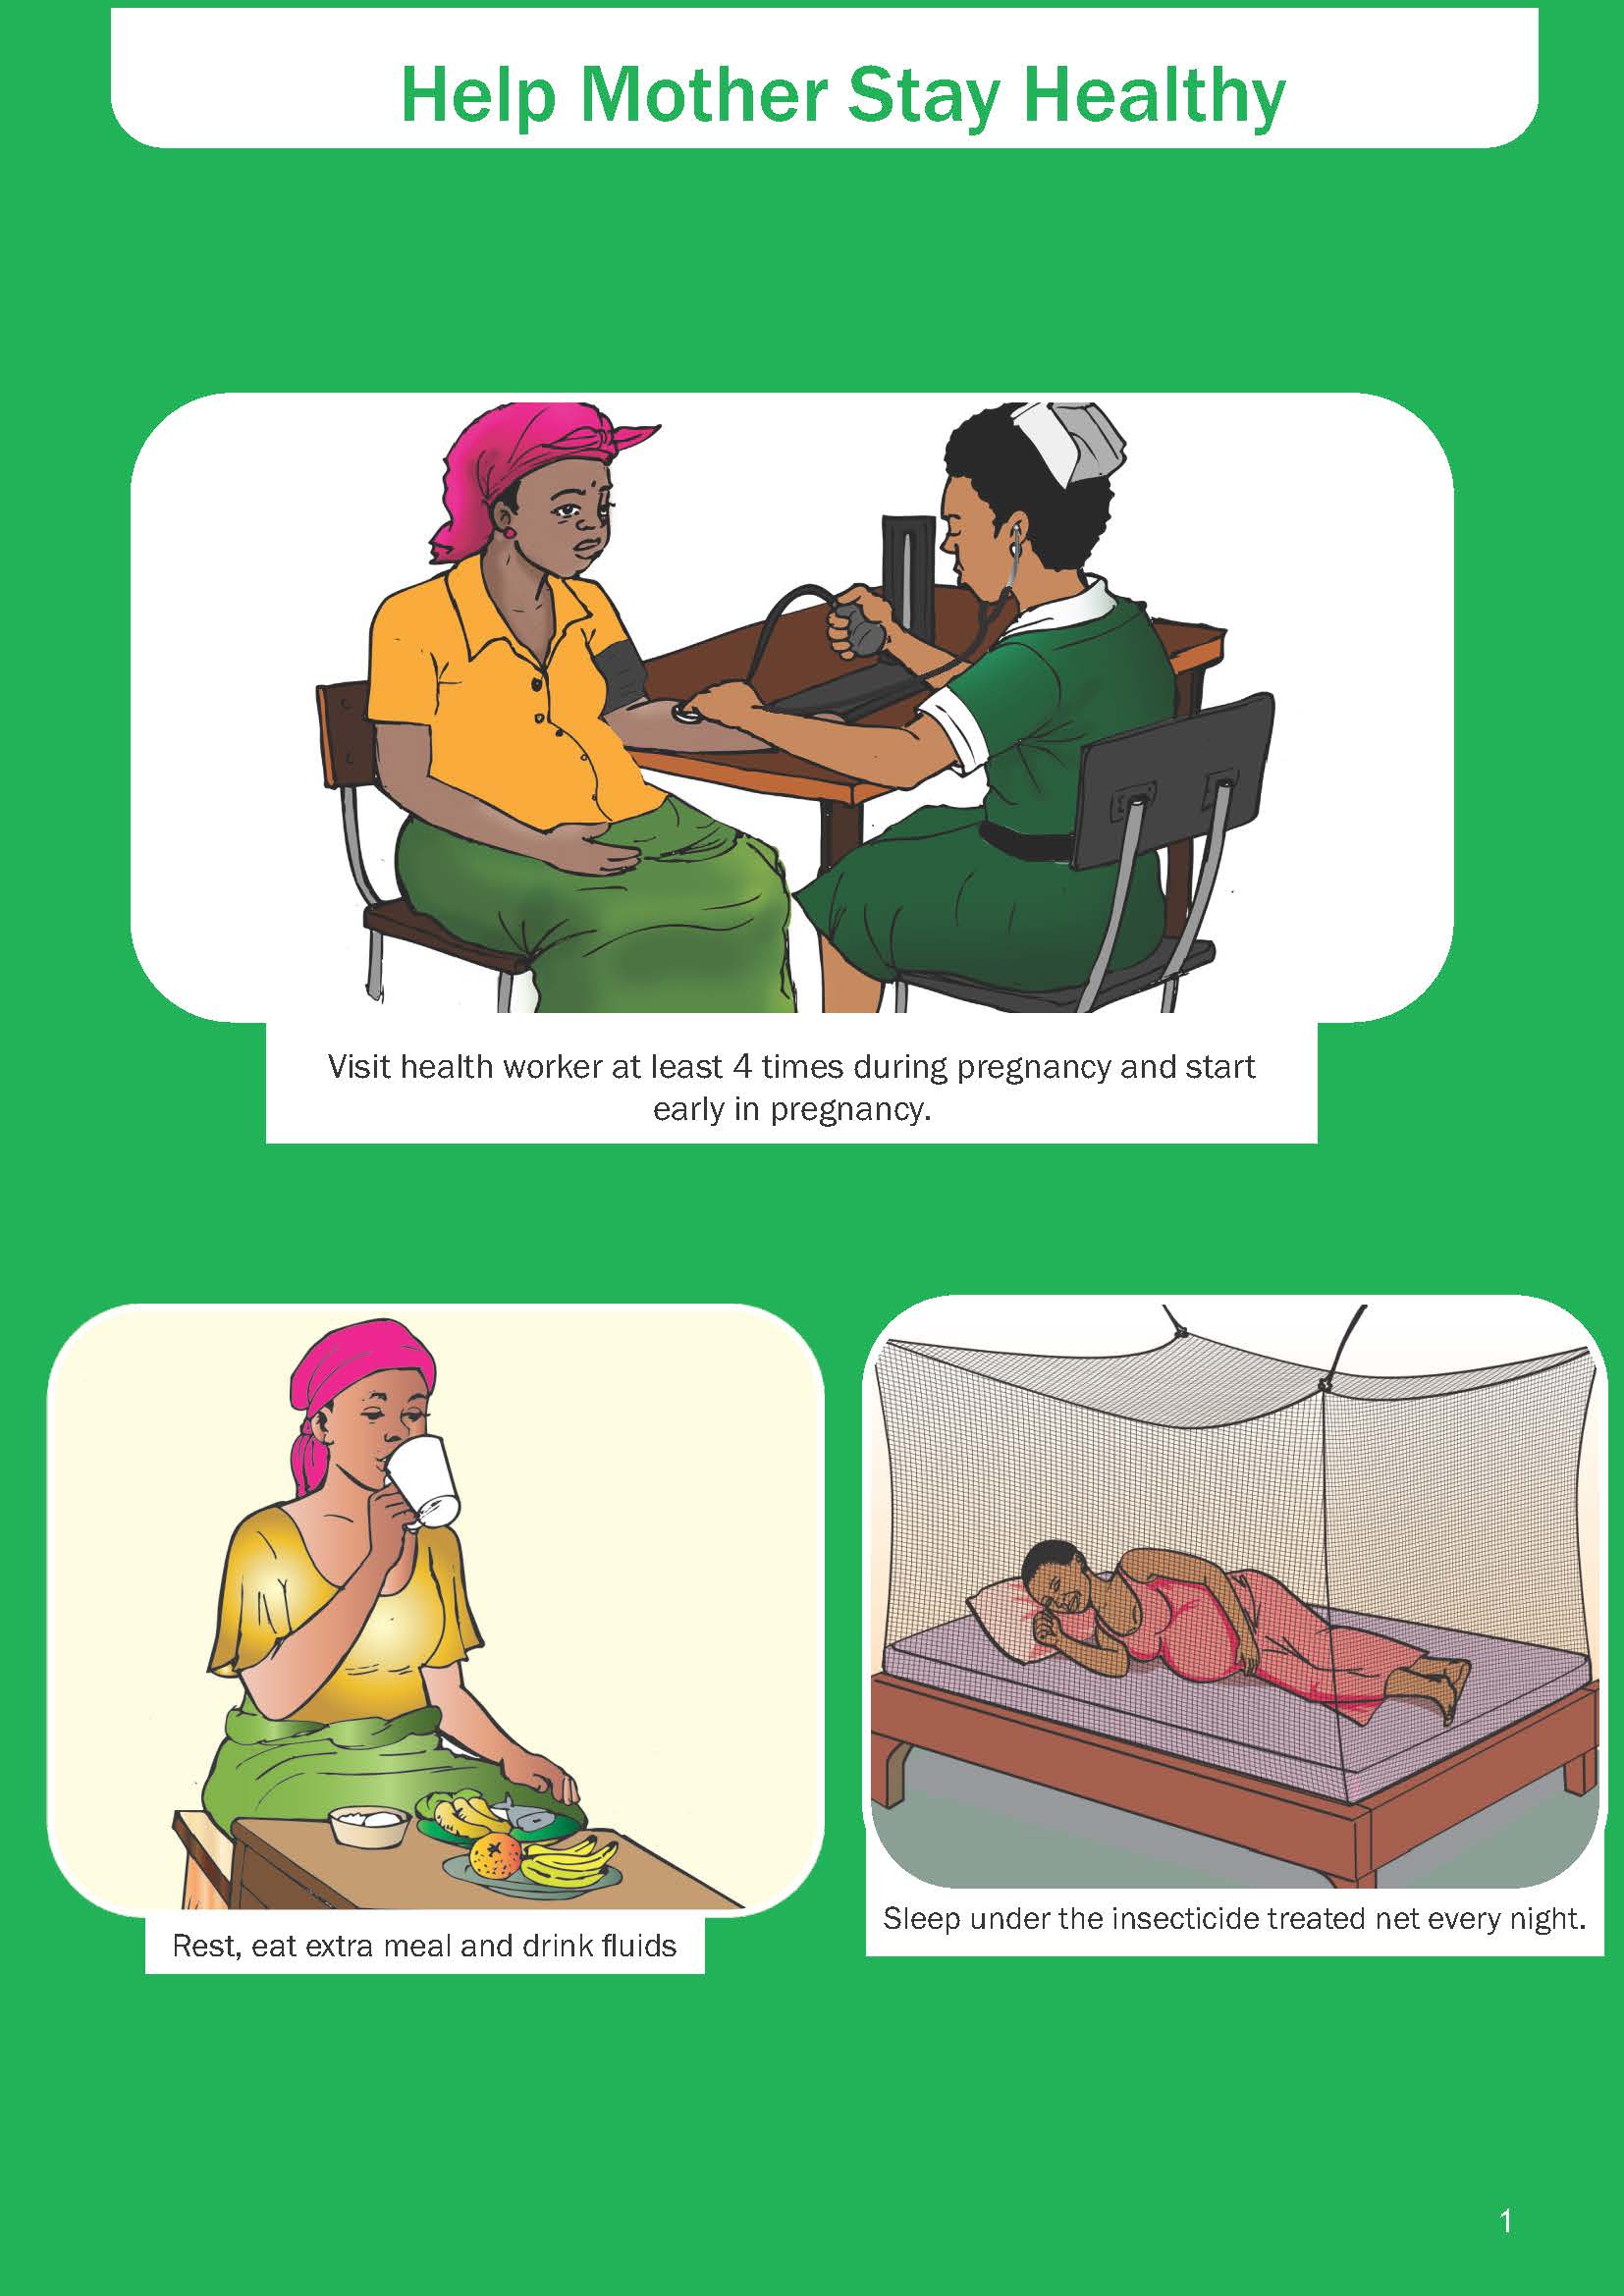 Help Mother Stay Healthy
Visit health worker at least 4 times during pregnancy and start
early in pregnancy.
Rest, eat extra meal and drink fluids
Sleep under the insecticide treated net every night.
1